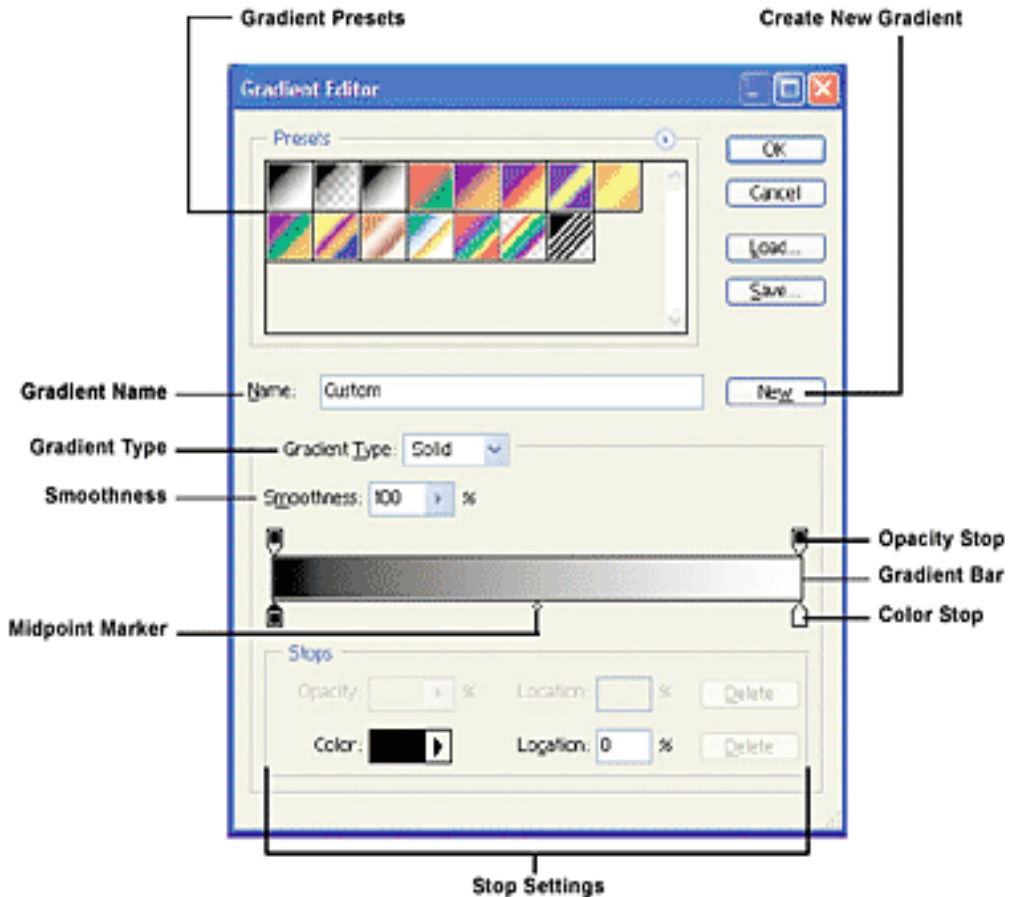 Gradient Presets
Create New Gradient
Gradient Editor
Presets
OK
Cancel
Load...
Save...
Gradient Name
Name: Custom
New
Gradient Type
Gradient Type: Solid
Smoothness
Smoothness: 100 %
Opacity Stop
Gradient Bar
Color Stop
Midpoint Marker
Stops
Opacity: % Location: % Delete
Color: Location: 0 % Delete
Stop Settings